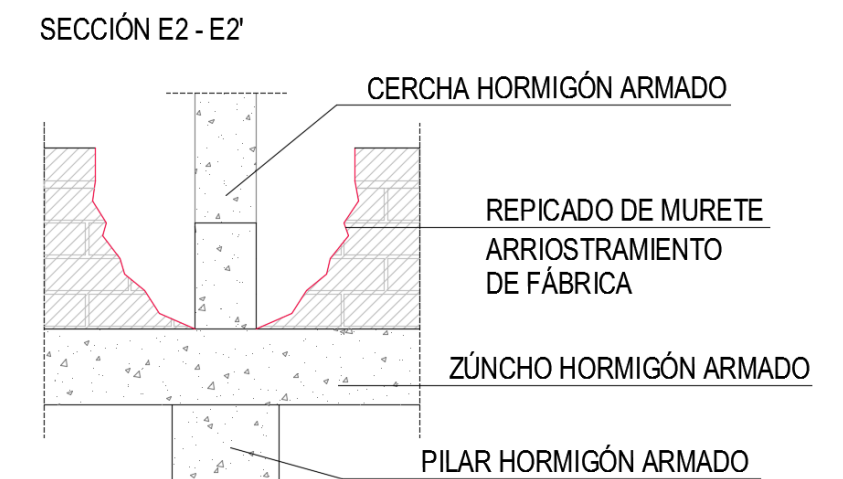 SECCIÓN E2 - E2'
CERCHA HORMIGÓN ARMADO
REPICADO DE MURETE
ARRIOSTRAMIENTO
DE FÁBRICA
ZÚNCHO HORMIGÓN ARMADO
PILAR HORMIGÓN ARMADO